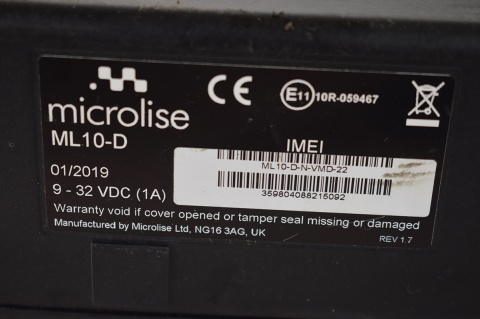 microlise
CE E11 10R-059467
ML10-D
IMEI
01/2019
ML10-D-N-VMD-22
9 - 32 VDC (1A)
359804088215092
Warranty void if cover opened or tamper seal missing or damaged
Manufactured by Microlise Ltd, NG16 3AG, UK
REV 1.7